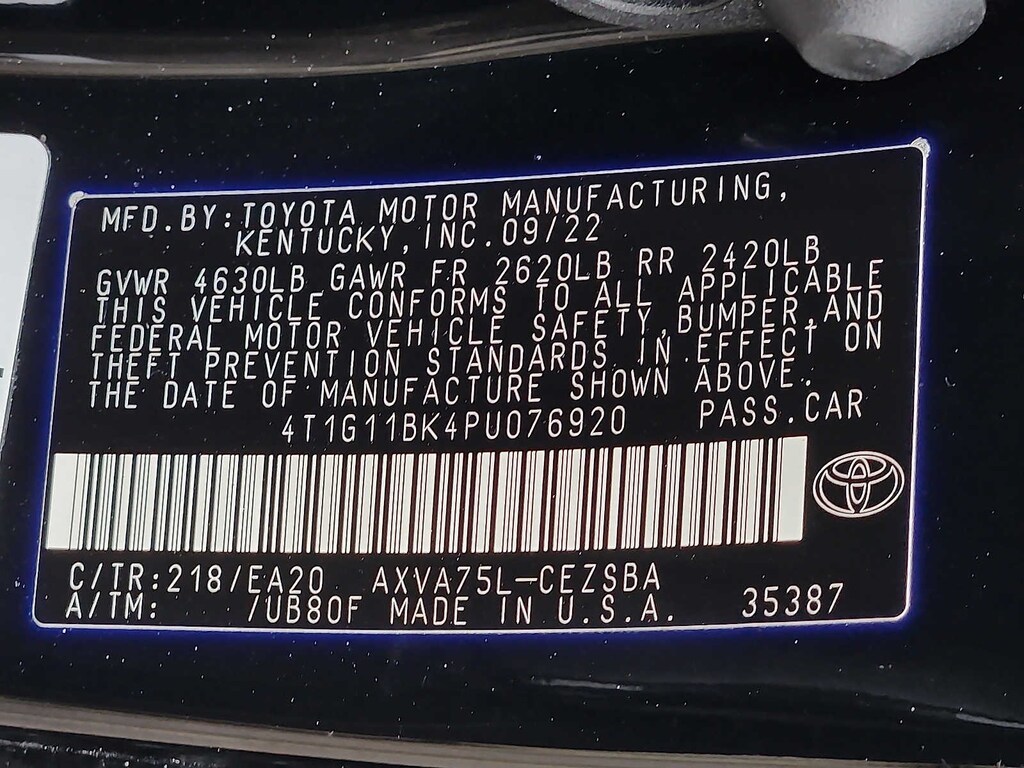 MFD. BY: TOYOTA MOTOR MANUFACTURING,
KENTUCKY, INC. 09/22
GVWR 4630LB GAWR FR 2620LB RR 2420LB
THIS VEHICLE CONFORMS TO ALL APPLICABLE
FEDERAL MOTOR VEHICLE SAFETY, BUMPER, AND
THEFT PREVENTION STANDARDS IN EFFECT ON
THE DATE OF MANUFACTURE SHOWN ABOVE.
4T1G11BK4PU076920 PASS. CAR
C/TR: 218/EA20 AXVA75L-CEZSBA
A/TM: /UB80F MADE IN U.S.A. 35387